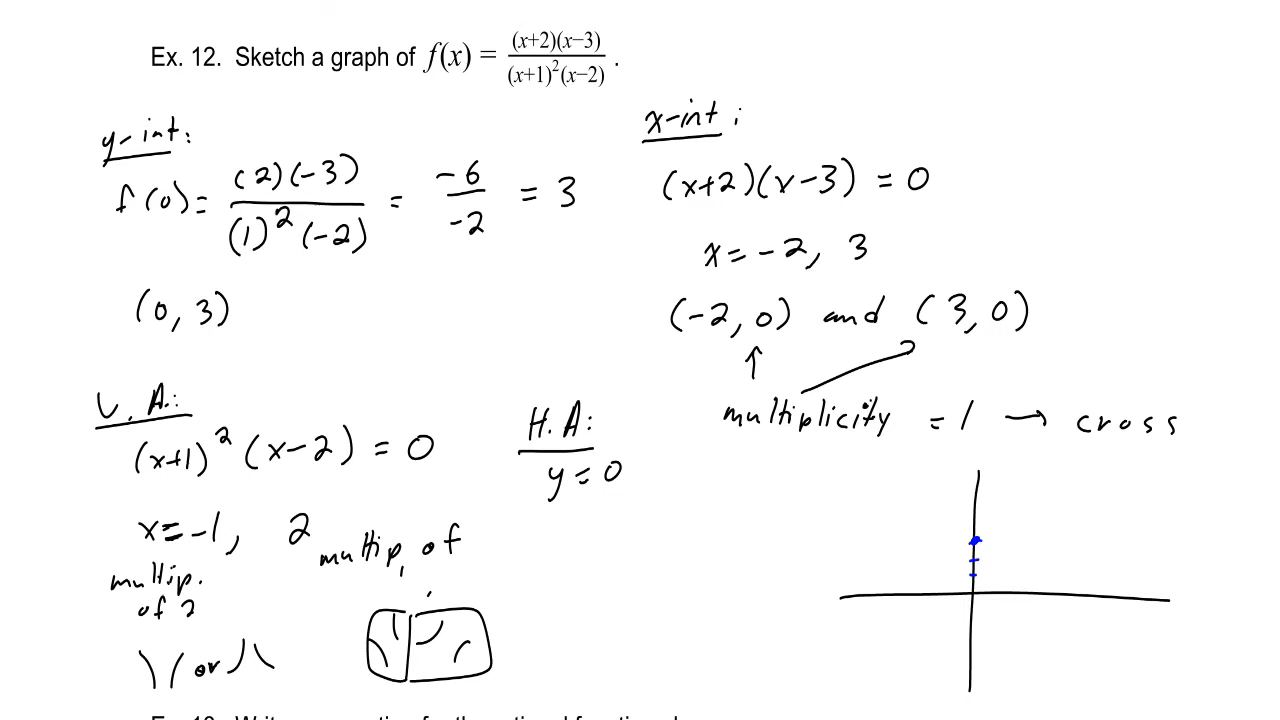 Ex. 12. Sketch a graph of f(x) = (x+2)(x−3) / (x+1)²(x−2) .
y-int:
f(0) = (2)(-3) / (1)²(-2) = -6 / -2 = 3
(0, 3)
x-int:
(x+2)(x-3) = 0
x = -2, 3
(-2, 0) and (3, 0)
multiplicity = 1 → cross
V.A.:
(x+1)² (x-2) = 0
x = -1, 2
multip. of 2
multip. of
or
H.A:
y = 0